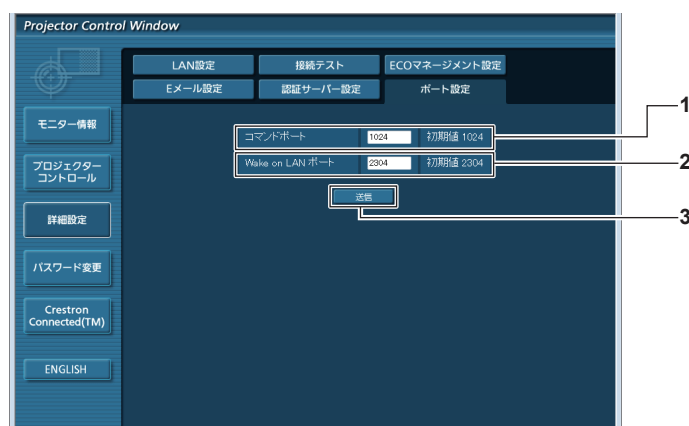 Projector Control Window
LAN設定 接続テスト ECOマネージメント設定
Eメール設定 認証サーバー設定 ポート設定
モニター情報
プロジェクター
コントロール
詳細設定
パスワード変更
Crestron
Connected(TM)
ENGLISH
コマンドポート 1024 初期値 1024
Wake on LAN ポート 2304 初期値 2304
送信
1
2
3